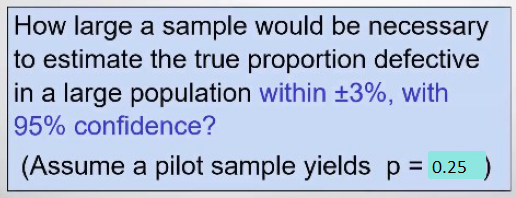 How large a sample would be necessary
to estimate the true proportion defective
in a large population within ±3%, with
95% confidence?
(Assume a pilot sample yields p = 0.25 )